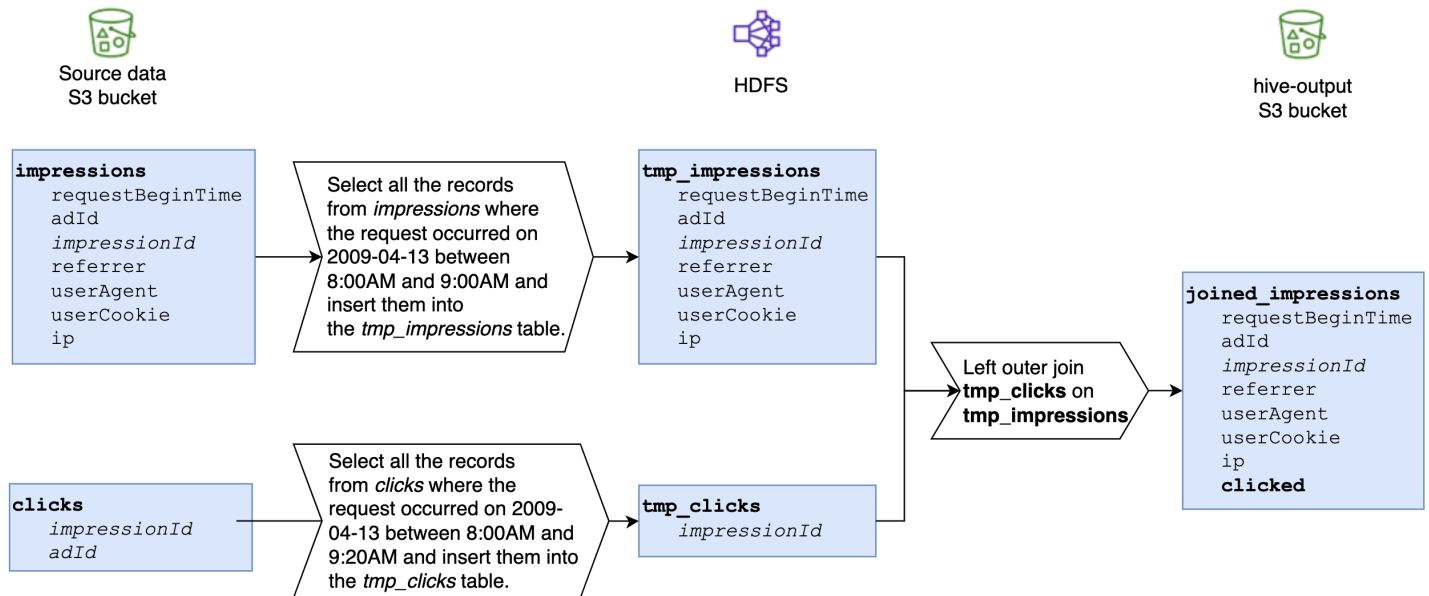 Source data
S3 bucket
HDFS
hive-output
S3 bucket
impressions
requestBeginTime
adId
impressionId
referrer
userAgent
userCookie
ip
Select all the records
from impressions where
the request occurred on
2009-04-13 between
8:00AM and 9:00AM and
insert them into
the tmp_impressions table.
tmp_impressions
requestBeginTime
adId
impressionId
referrer
userAgent
userCookie
ip
clicks
impressionId
adId
Select all the records
from clicks where the
request occurred on 2009-
04-13 between 8:00AM and
9:20AM and insert them into
the tmp_clicks table.
tmp_clicks
impressionId
Left outer join
tmp_clicks on
tmp_impressions
joined_impressions
requestBeginTime
adId
impressionId
referrer
userAgent
userCookie
ip
clicked